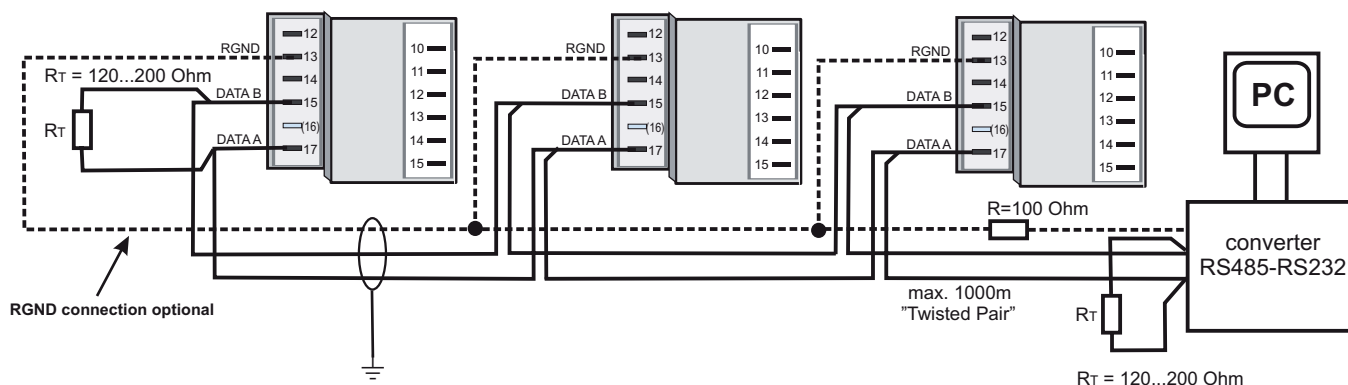 RGND
RT = 120...200 Ohm
DATA B
RT
DATA A
12
13
14
15
(16)
17
10
11
12
13
14
15
RGND
DATA B
DATA A
12
13
14
15
(16)
17
10
11
12
13
14
15
RGND
DATA B
DATA A
12
13
14
15
(16)
17
10
11
12
13
14
15
PC
R=100 Ohm
converter
RS485-RS232
RGND connection optional
max. 1000m
”Twisted Pair”
RT
RT = 120...200 Ohm